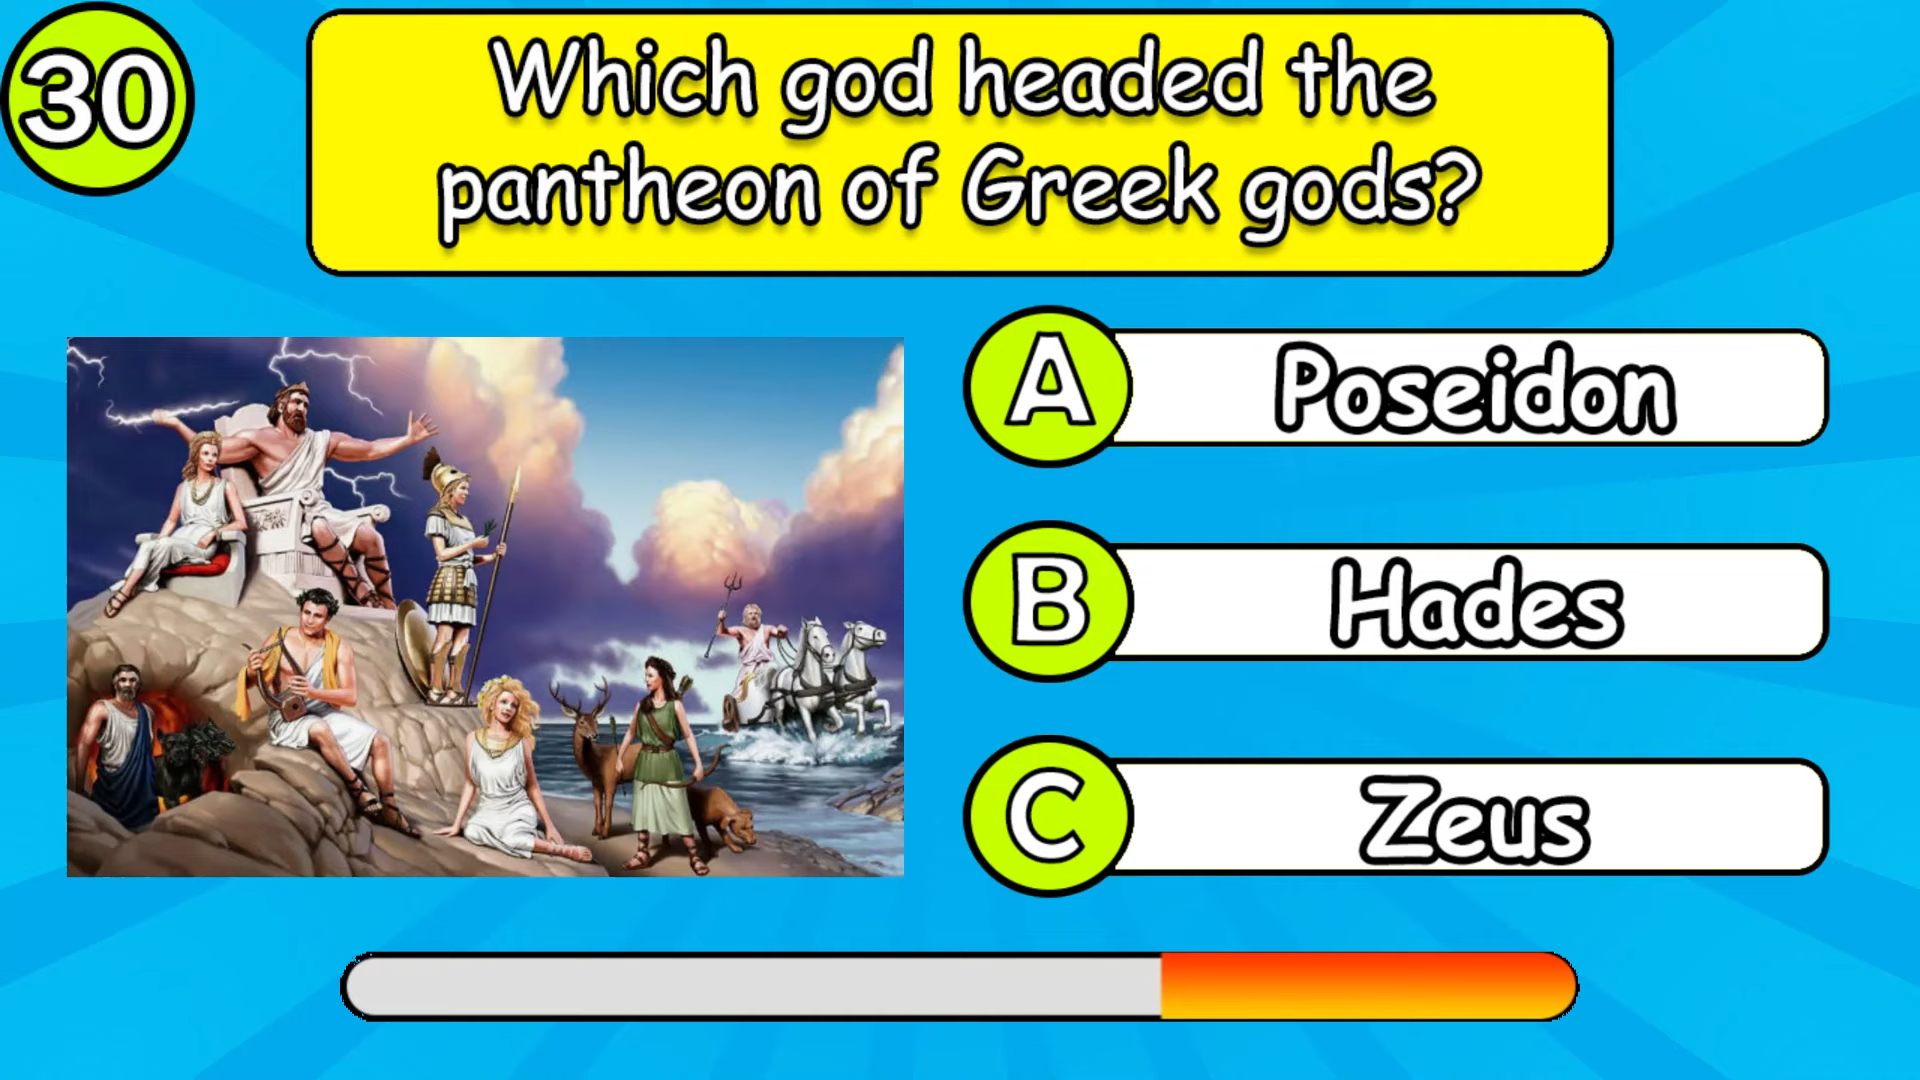 30
Which god headed the
pantheon of Greek gods?
A Poseidon
B Hades
C Zeus